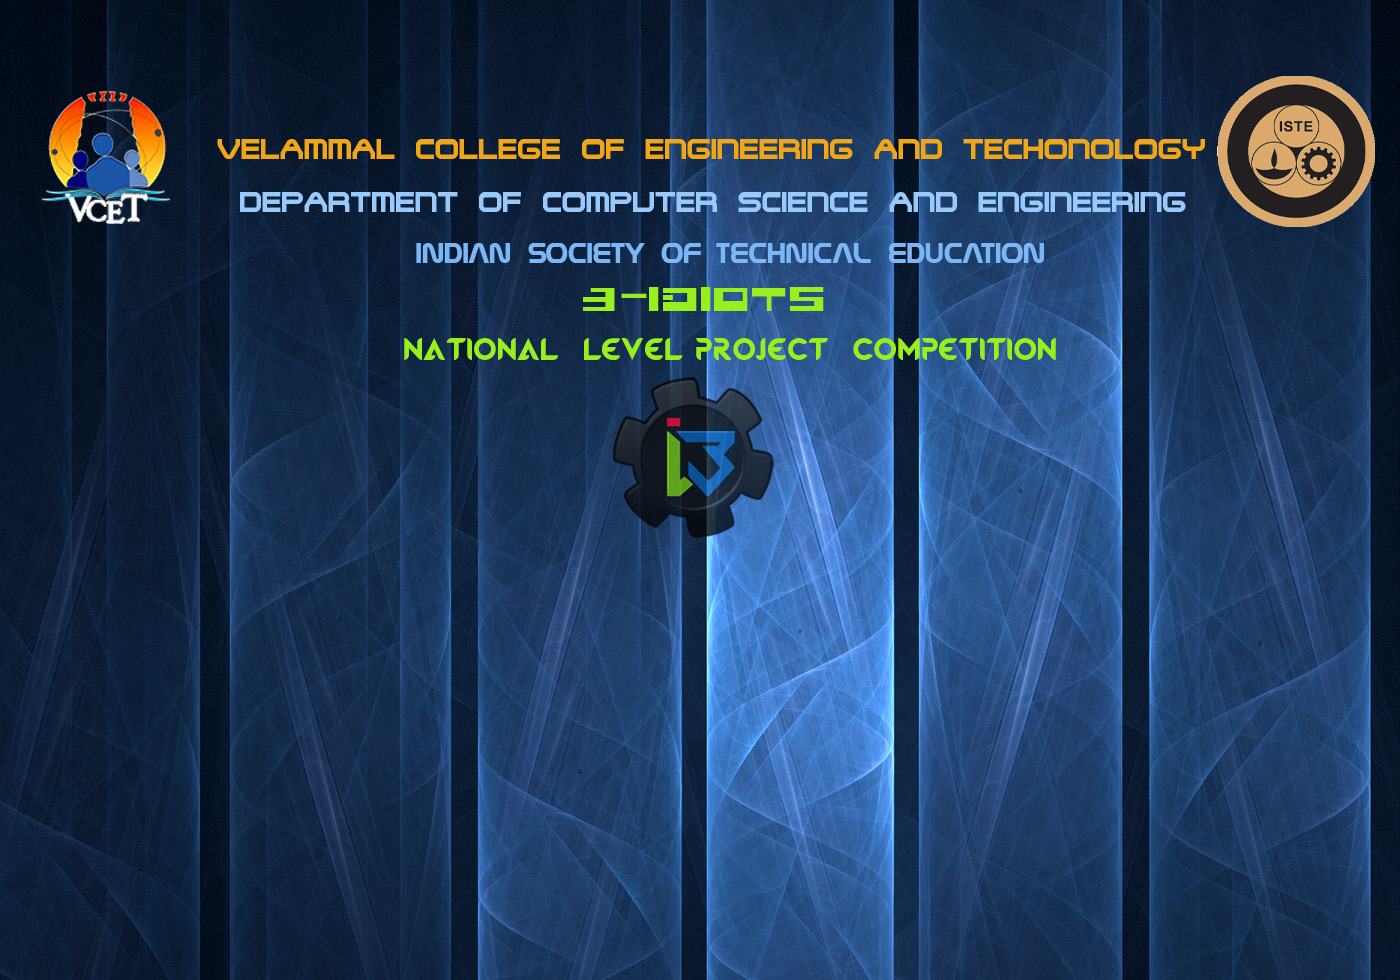 VCET
ISTE
VELAMMAL COLLEGE OF ENGINEERING AND TECHONOLOGY
DEPARTMENT OF COMPUTER SCIENCE AND ENGINEERING
INDIAN SOCIETY OF TECHNICAL EDUCATION
3-IDIOTS
NATIONAL LEVEL PROJECT COMPETITION
i3